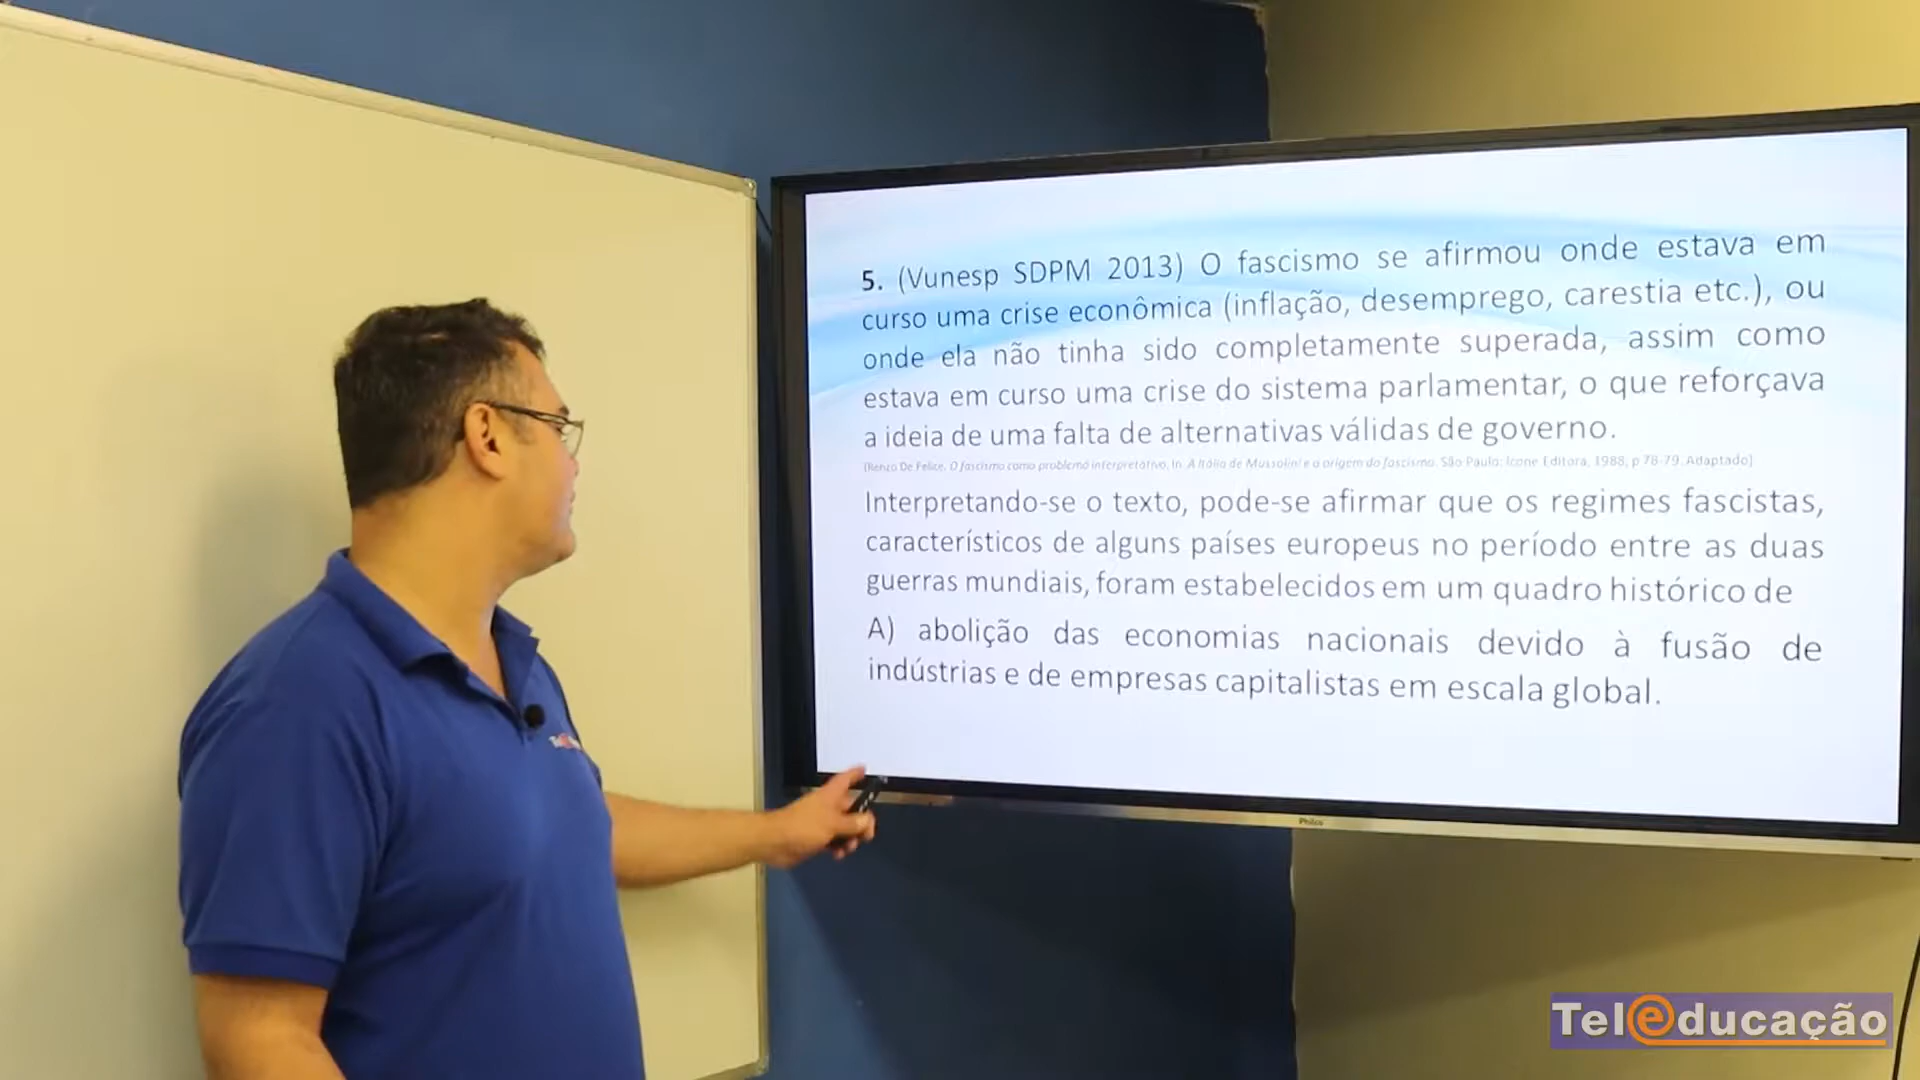 5. (Vunesp SDPM 2013) O fascismo se afirmou onde estava em
curso uma crise econômica (inflação, desemprego, carestia etc.), ou
onde ela não tinha sido completamente superada, assim como
estava em curso uma crise do sistema parlamentar, o que reforçava
a ideia de uma falta de alternativas válidas de governo.
(Renzo De Felice. O fascismo como problema interpretativo, In. A Itália de Mussolini e a origem do fascismo. São Paulo: Ícone Editora, 1988, p 78-79. Adaptado)
Interpretando-se o texto, pode-se afirmar que os regimes fascistas,
característicos de alguns países europeus no período entre as duas
guerras mundiais, foram estabelecidos em um quadro histórico de
A) abolição das economias nacionais devido à fusão de
indústrias e de empresas capitalistas em escala global.
Philco
Teleducação